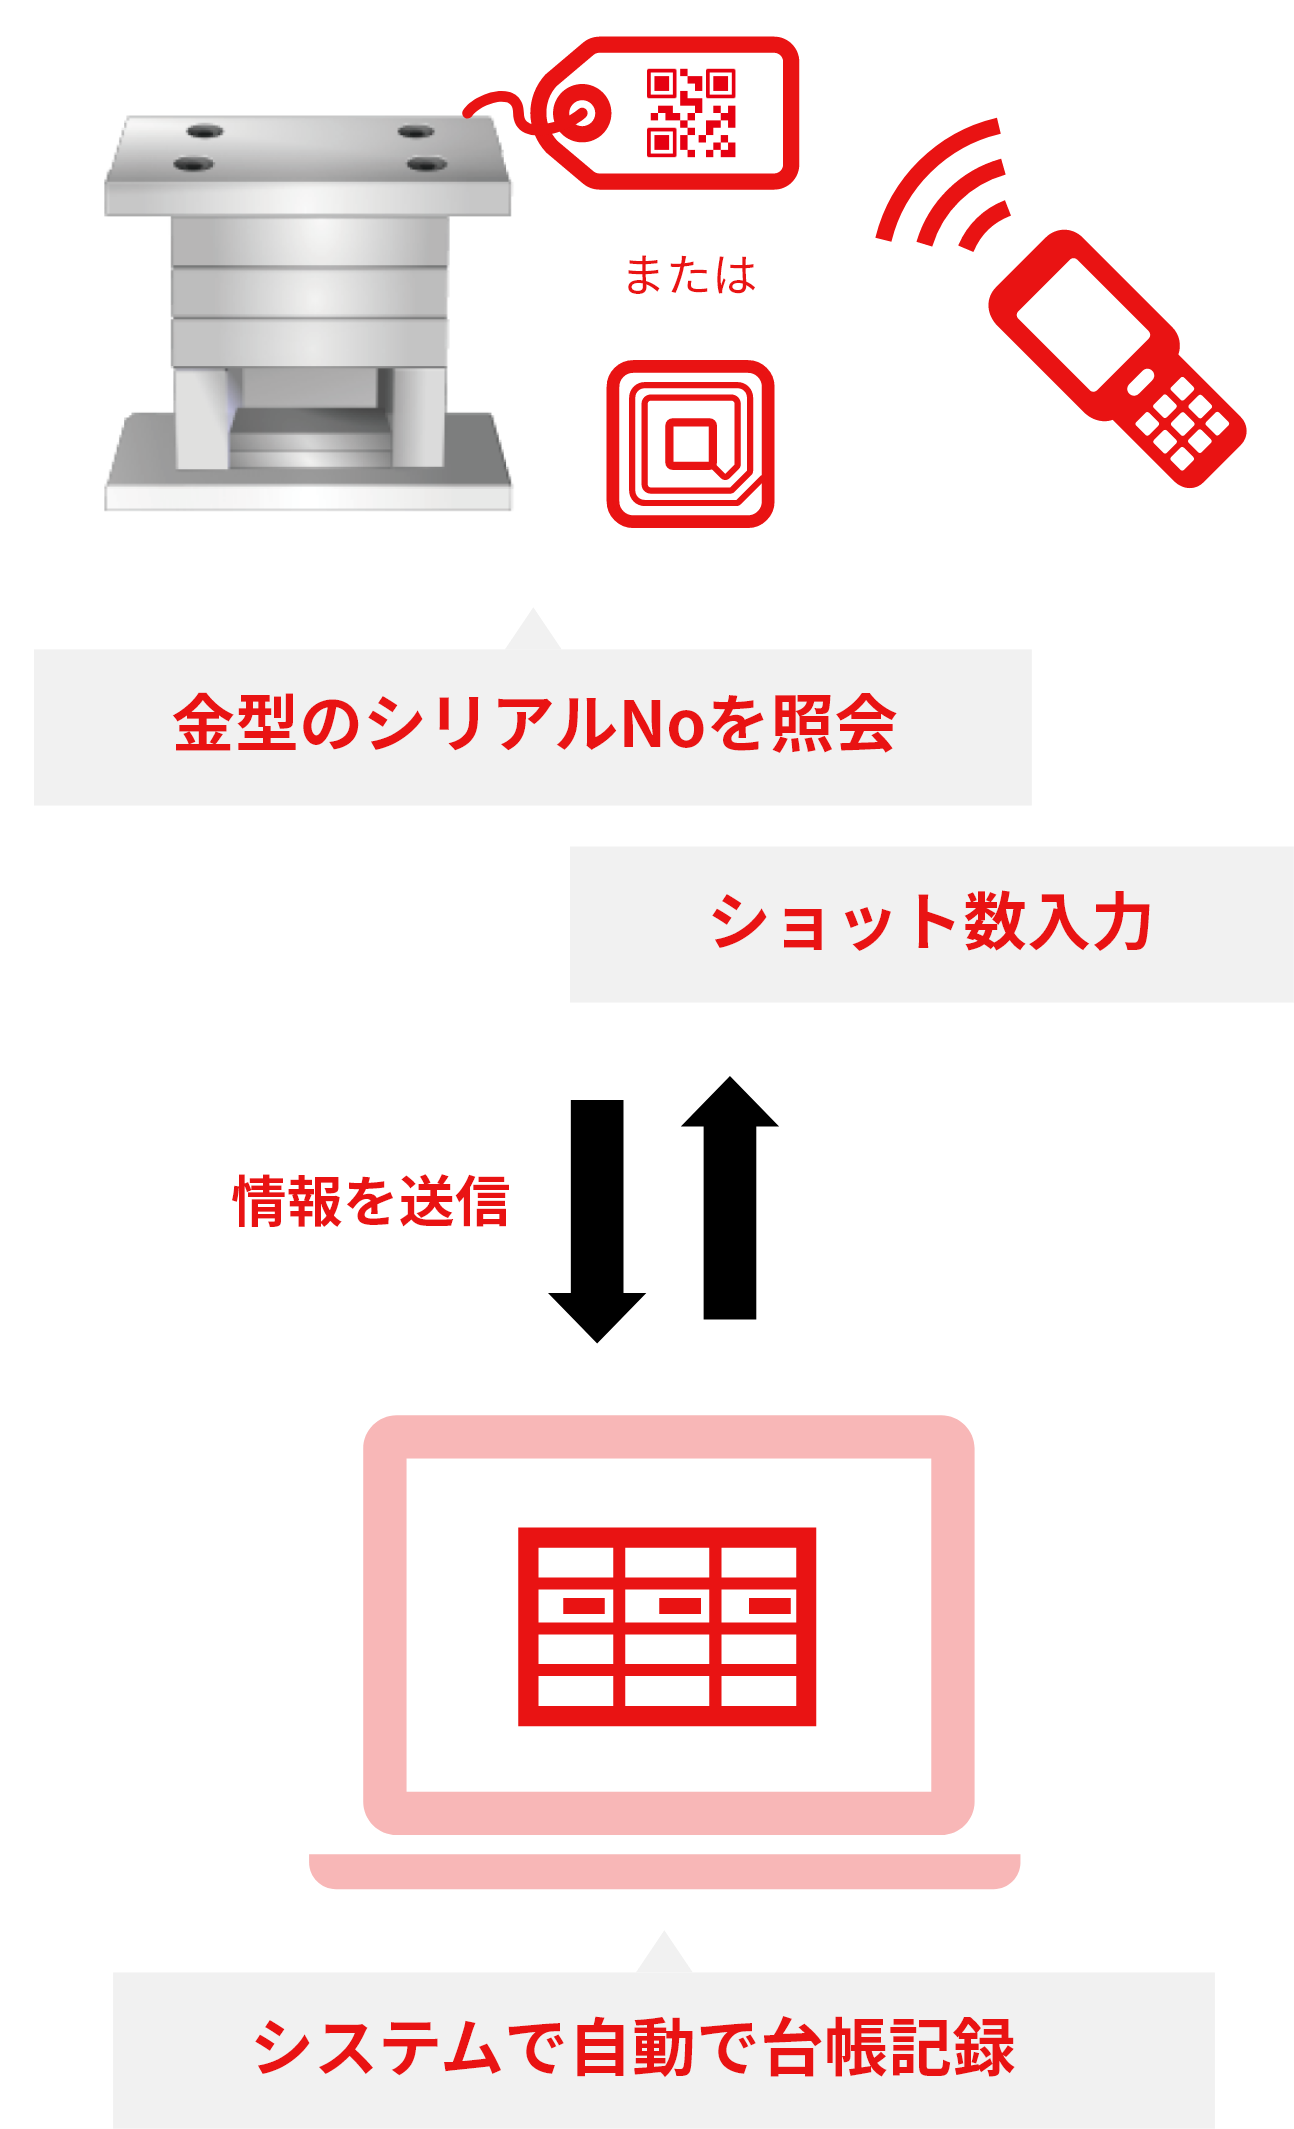 または
金型のシリアルNoを照会
ショット数入力
情報を送信
システムで自動で台帳記録